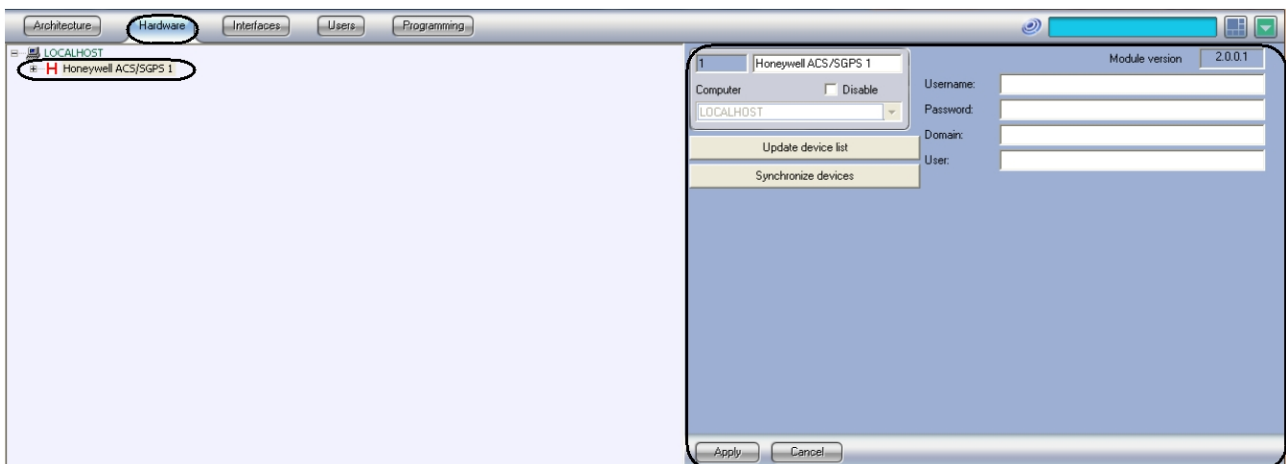 Architecture Hardware Interfaces Users Programming
LOCALHOST
H Honeywell ACS/SGPS 1
1 Honeywell ACS/SGPS 1
Computer Disable
LOCALHOST
Update device list
Synchronize devices
Module version 2.0.0.1
Username:
Password:
Domain:
User:
Apply Cancel